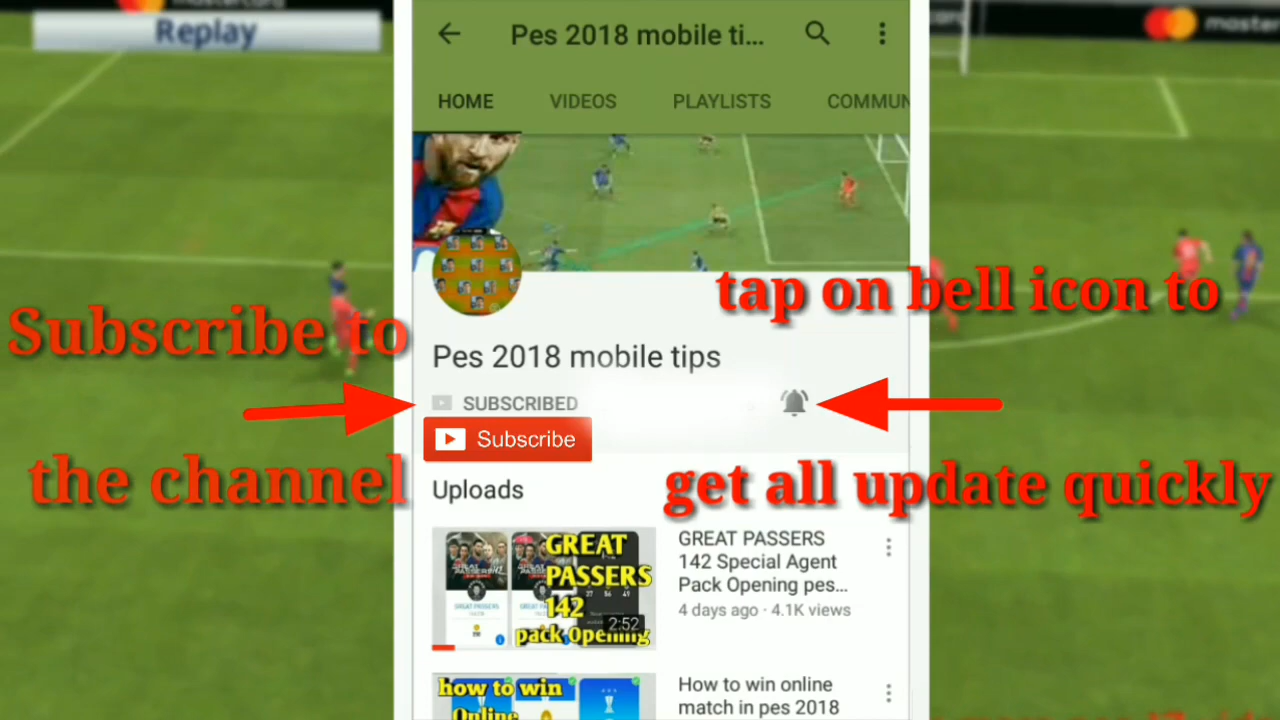 Replay
mastercard
Pes 2018 mobile ti...
HOME
VIDEOS
PLAYLISTS
COMMUN
Subscribe to
the channel
tap on bell icon to
get all update quickly
Pes 2018 mobile tips
SUBSCRIBED
Subscribe
Uploads
GREAT
PASSERS
142
pack Opening
2:52
GREAT PASSERS
142 Special Agent
Pack Opening pes...
4 days ago · 4.1K views
how to win
Online
How to win online
match in pes 2018